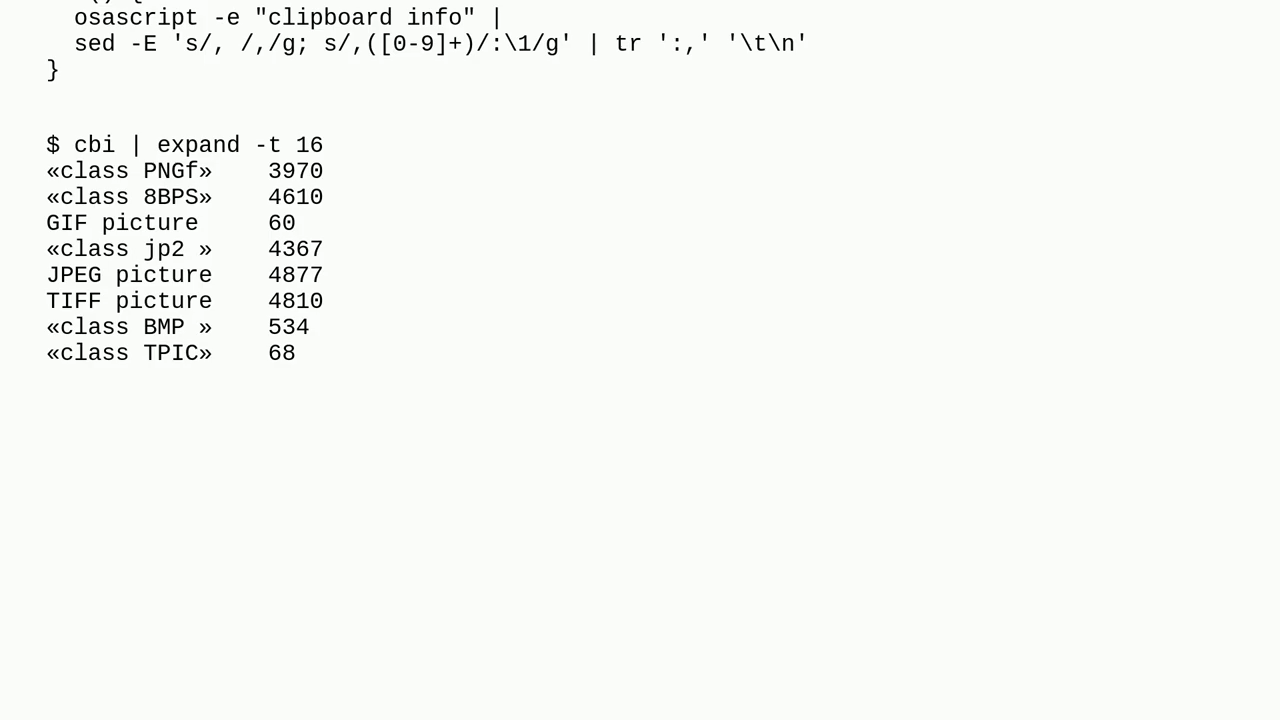 osascript -e "clipboard info" |
sed -E 's/, /,/g; s/,([0-9]+)/:\1/g' | tr ':,' '\t\n'
}
$ cbi | expand -t 16
«class PNGf»    3970
«class 8BPS»    4610
GIF picture     60
«class jp2 »    4367
JPEG picture    4877
TIFF picture    4810
«class BMP »    534
«class TPIC»    68